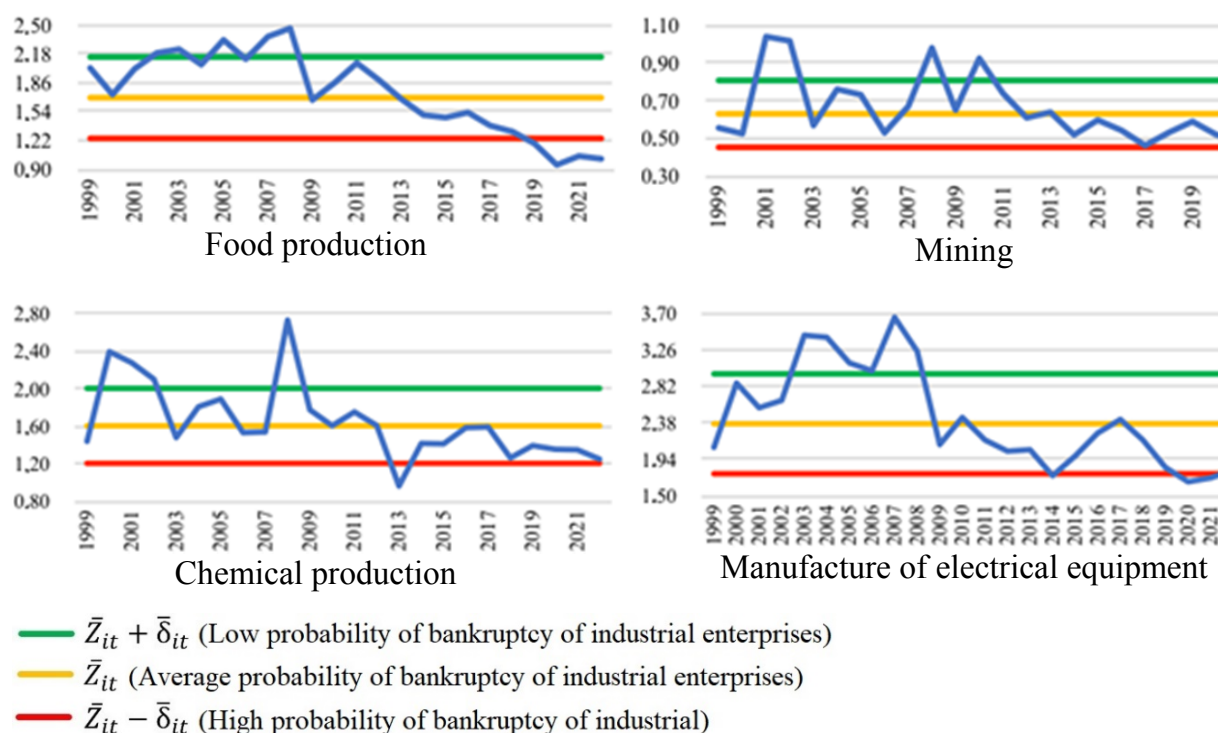 2.50
2.18
1.86
1.54
1.22
0.90
1999 2001 2003 2005 2007 2009 2011 2013 2015 2017 2019 2021
Food production
1.10
0.90
0.70
0.50
0.30
1999 2001 2003 2005 2007 2009 2011 2013 2015 2017 2019
Mining
2.80
2.40
2.00
1.60
1.20
0.80
1999 2001 2003 2005 2007 2009 2011 2013 2015 2017 2019 2021
Chemical production
3.70
3.26
2.82
2.38
1.94
1.50
1999 2000 2001 2002 2003 2004 2005 2006 2007 2008 2009 2010 2011 2012 2013 2014 2015 2016 2017 2018 2019 2020 2021
Manufacture of electrical equipment
Z̄it + δ̄it (Low probability of bankruptcy of industrial enterprises)
Z̄it (Average probability of bankruptcy of industrial enterprises)
Z̄it − δ̄it (High probability of bankruptcy of industrial)